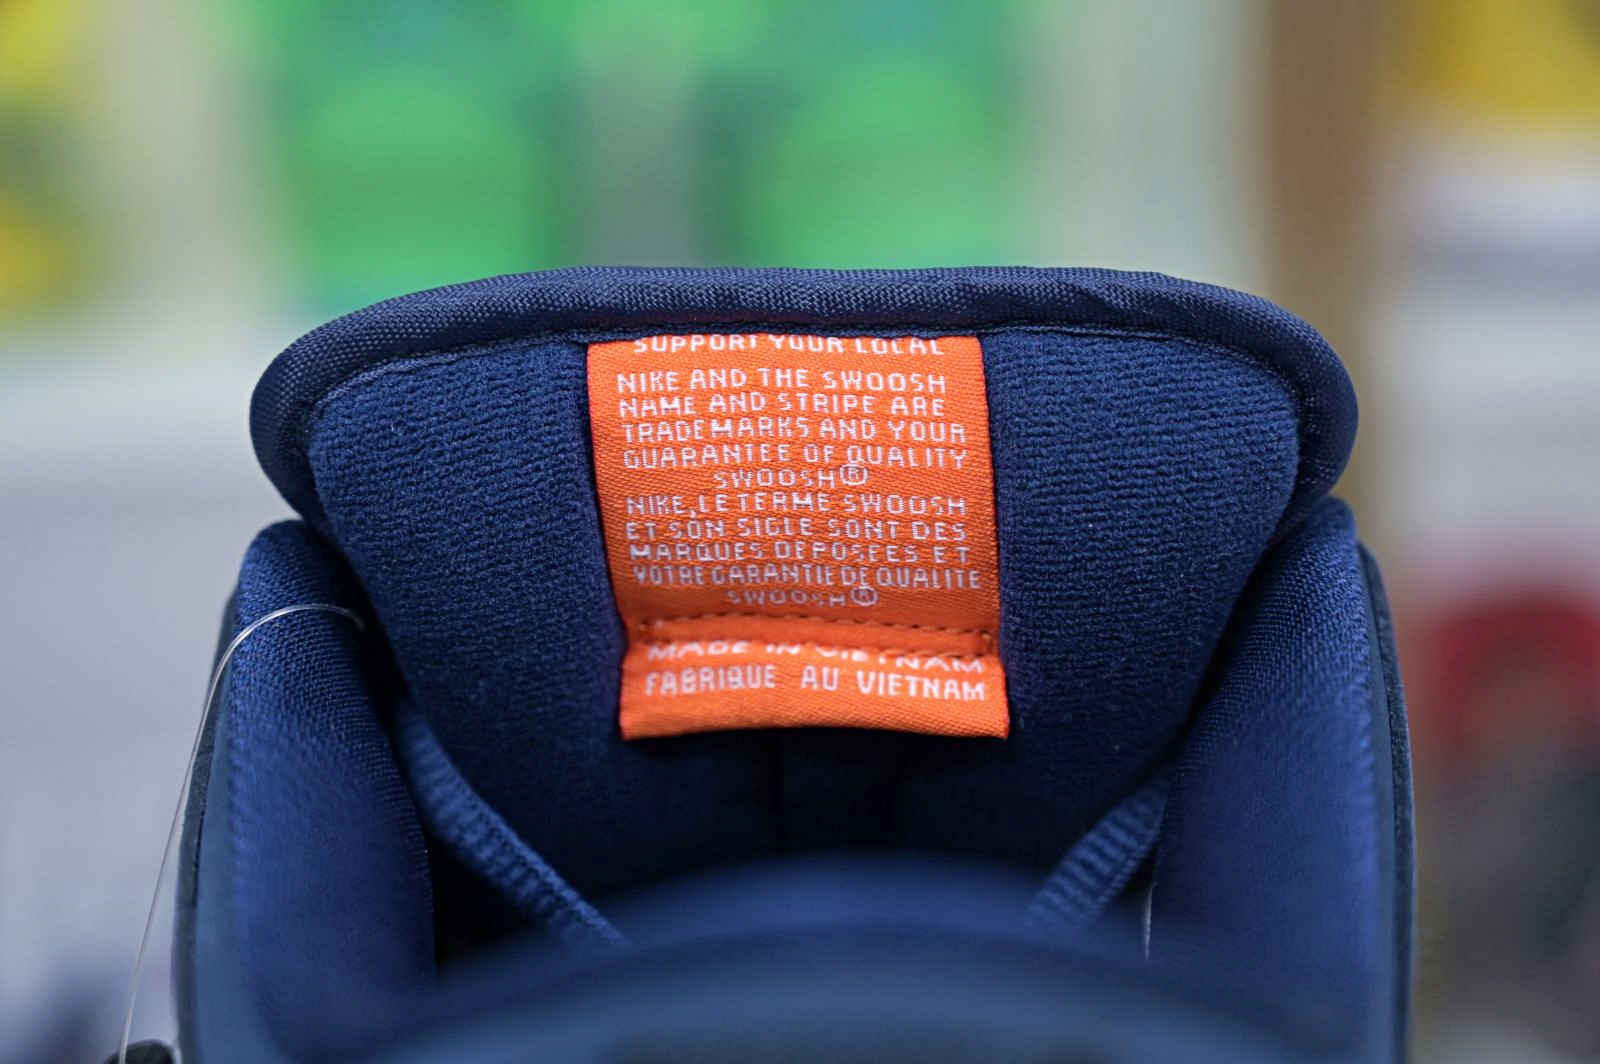 SUPPORT YOUR LOCAL
NIKE AND THE SWOOSH
NAME AND STRIPE ARE
TRADEMARKS AND YOUR
GUARANTEE OF QUALITY
SWOOSH®
NIKE, LE TERME SWOOSH
ET SON SIGLE SONT DES
MARQUES DEPOSEES ET
VOTRE GARANTIE DE QUALITE
SWOOSH®
MADE IN VIETNAM
FABRIQUE AU VIETNAM